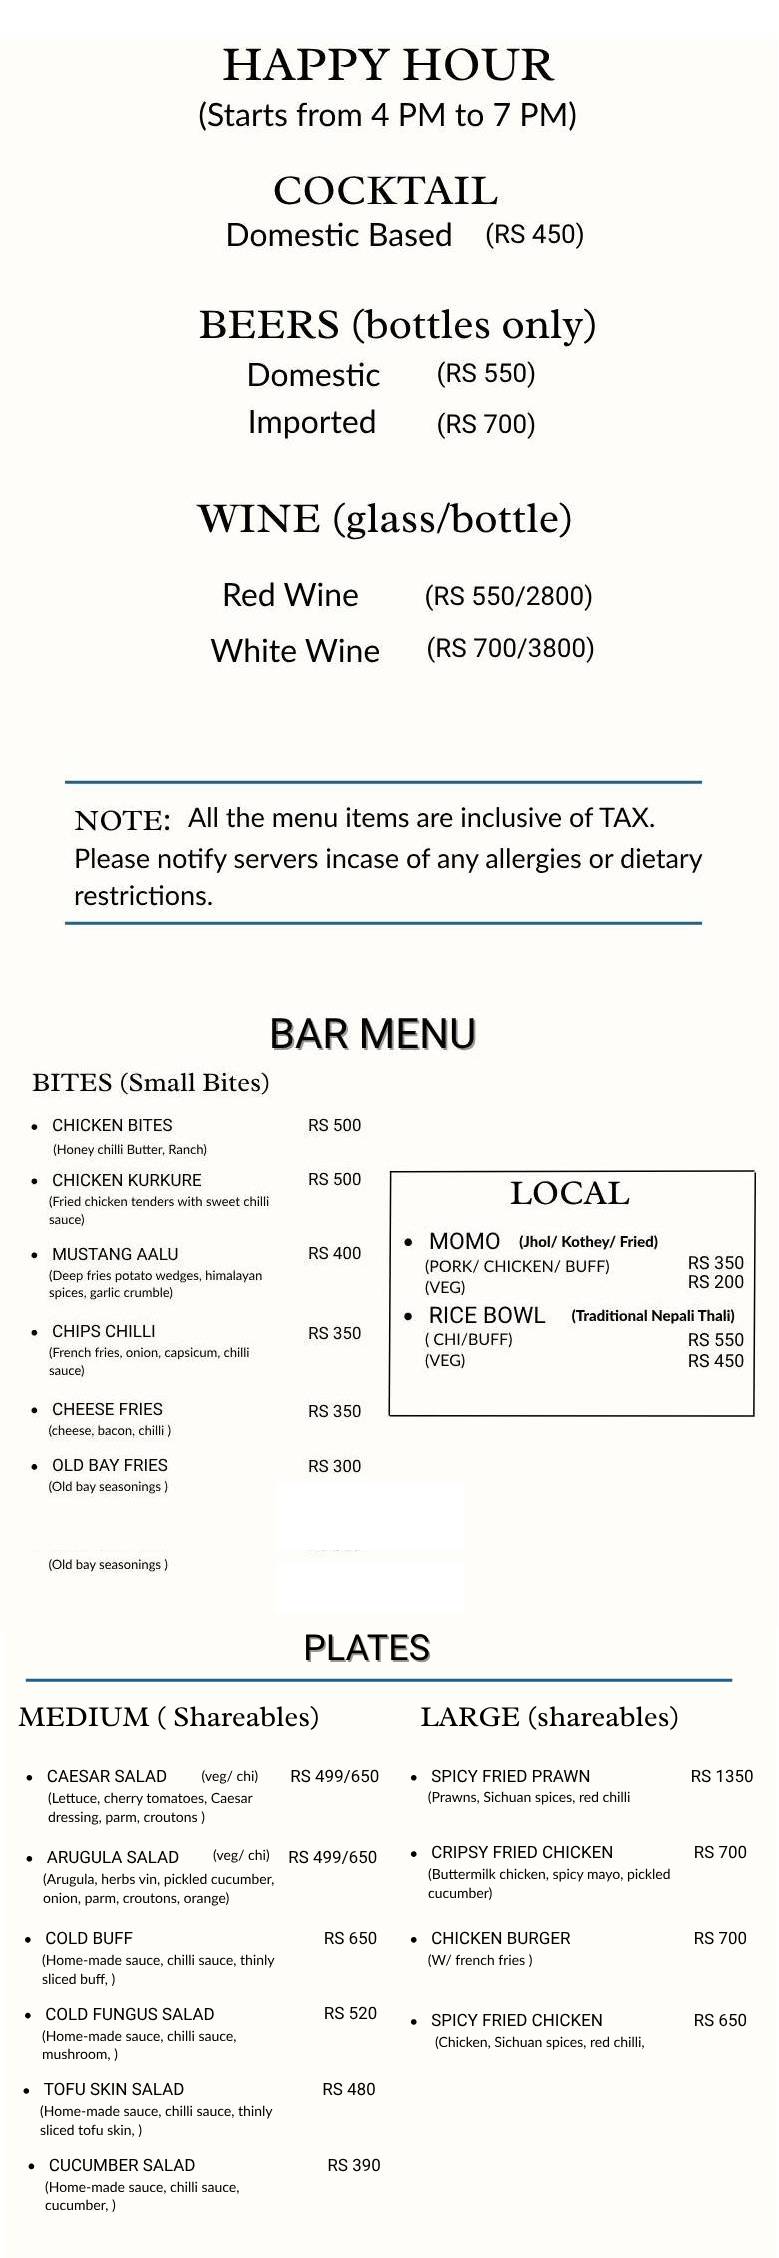 HAPPY HOUR
(Starts from 4 PM to 7 PM)
COCKTAIL
Domestic Based (RS 450)
BEERS (bottles only)
Domestic (RS 550)
Imported (RS 700)
WINE (glass/bottle)
Red Wine (RS 550/2800)
White Wine (RS 700/3800)
NOTE: All the menu items are inclusive of TAX.
Please notify servers incase of any allergies or dietary
restrictions.
BAR MENU
BITES (Small Bites)
• CHICKEN BITES RS 500
(Honey chilli Butter, Ranch)
• CHICKEN KURKURE RS 500
(Fried chicken tenders with sweet chilli
sauce)
• MUSTANG AALU RS 400
(Deep fries potato wedges, himalayan
spices, garlic crumble)
• CHIPS CHILLI RS 350
(French fries, onion, capsicum, chilli
sauce)
• CHEESE FRIES RS 350
(cheese, bacon, chilli )
• OLD BAY FRIES RS 300
(Old bay seasonings )
(Old bay seasonings )
LOCAL
• MOMO (Jhol/ Kothey/ Fried)
(PORK/ CHICKEN/ BUFF) RS 350
(VEG) RS 200
• RICE BOWL (Traditional Nepali Thali)
( CHI/BUFF) RS 550
(VEG) RS 450
PLATES
MEDIUM ( Shareables)
• CAESAR SALAD (veg/ chi) RS 499/650
(Lettuce, cherry tomatoes, Caesar
dressing, parm, croutons )
• ARUGULA SALAD (veg/ chi) RS 499/650
(Arugula, herbs vin, pickled cucumber,
onion, parm, croutons, orange)
• COLD BUFF RS 650
(Home-made sauce, chilli sauce, thinly
sliced buff, )
• COLD FUNGUS SALAD RS 520
(Home-made sauce, chilli sauce,
mushroom, )
• TOFU SKIN SALAD RS 480
(Home-made sauce, chilli sauce, thinly
sliced tofu skin, )
• CUCUMBER SALAD RS 390
(Home-made sauce, chilli sauce,
cucumber, )
LARGE (shareables)
• SPICY FRIED PRAWN RS 1350
(Prawns, Sichuan spices, red chilli
• CRIPSY FRIED CHICKEN RS 700
(Buttermilk chicken, spicy mayo, pickled
cucumber)
• CHICKEN BURGER RS 700
(W/ french fries )
• SPICY FRIED CHICKEN RS 650
(Chicken, Sichuan spices, red chilli,